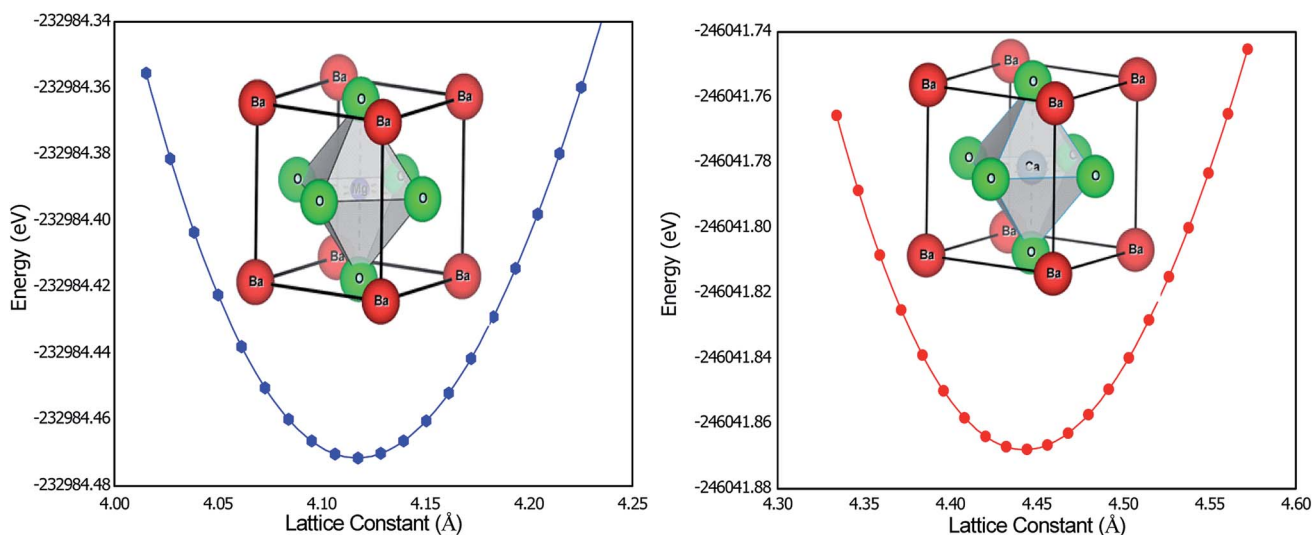 -232984.34
-232984.36
-232984.38
-232984.40
-232984.42
-232984.44
-232984.46
-232984.48
Energy (eV)
Ba
O
Ba
Ba
Ba
O
O
Mg
O
O
Ba
Ba
Ba
O
Ba
4.00
4.10
4.15
4.20
4.25
Lattice Constant (Å)
-246041.74
-246041.76
-246041.78
-246041.80
-246041.82
-246041.84
-246041.86
-246041.88
Energy (eV)
Ba
O
Ba
Ba
Ba
O
O
Ca
O
O
Ba
Ba
Ba
O
Ba
4.30
4.35
4.40
4.45
4.50
4.55
4.60
Lattice Constant (Å)